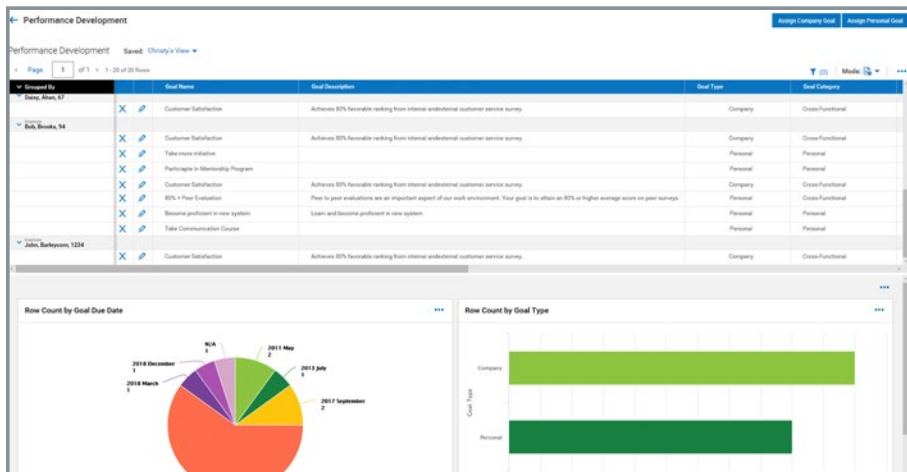 Performance Development
Assign Company Goal
Assign Personal Goal
Performance Development Saved: Christy's View
Page 1 of 1 1 - 20 of 20 Rows
(0) Mode:
Grouped By Goal Name Goal Description Goal Type Goal Category
Daisy, Ahan, 67
Customer Satisfaction Achieves 80% favorable ranking from internal andexternal customer service survey. Company Cross-Functional
Employee
Bob, Brooks, 94
Customer Satisfaction Achieves 80% favorable ranking from internal andexternal customer service survey. Company Cross-Functional
Take more initiative Personal Personal
Participate in Mentorship Program Personal Personal
Customer Satisfaction Achieves 80% favorable ranking from internal andexternal customer service survey. Company Cross-Functional
80% + Peer Evaluation Peer to peer evaluations are an important aspect of our work environment. Your goal is to attain an 80% or higher average score on peer surveys. Personal Cross-Functional
Become proficient in new system Learn and become proficient in new system Personal Personal
Take Communication Course Personal Personal
Employee
John, Barleycorn, 1234
Customer Satisfaction Achieves 80% favorable ranking from internal andexternal customer service survey. Company Cross-Functional
Row Count by Goal Due Date
N/A
1
2011 May
2
2018 December
1
2013 July
1
2018 March
1
2017 September
2
Row Count by Goal Type
Company
Goal Type
Personal